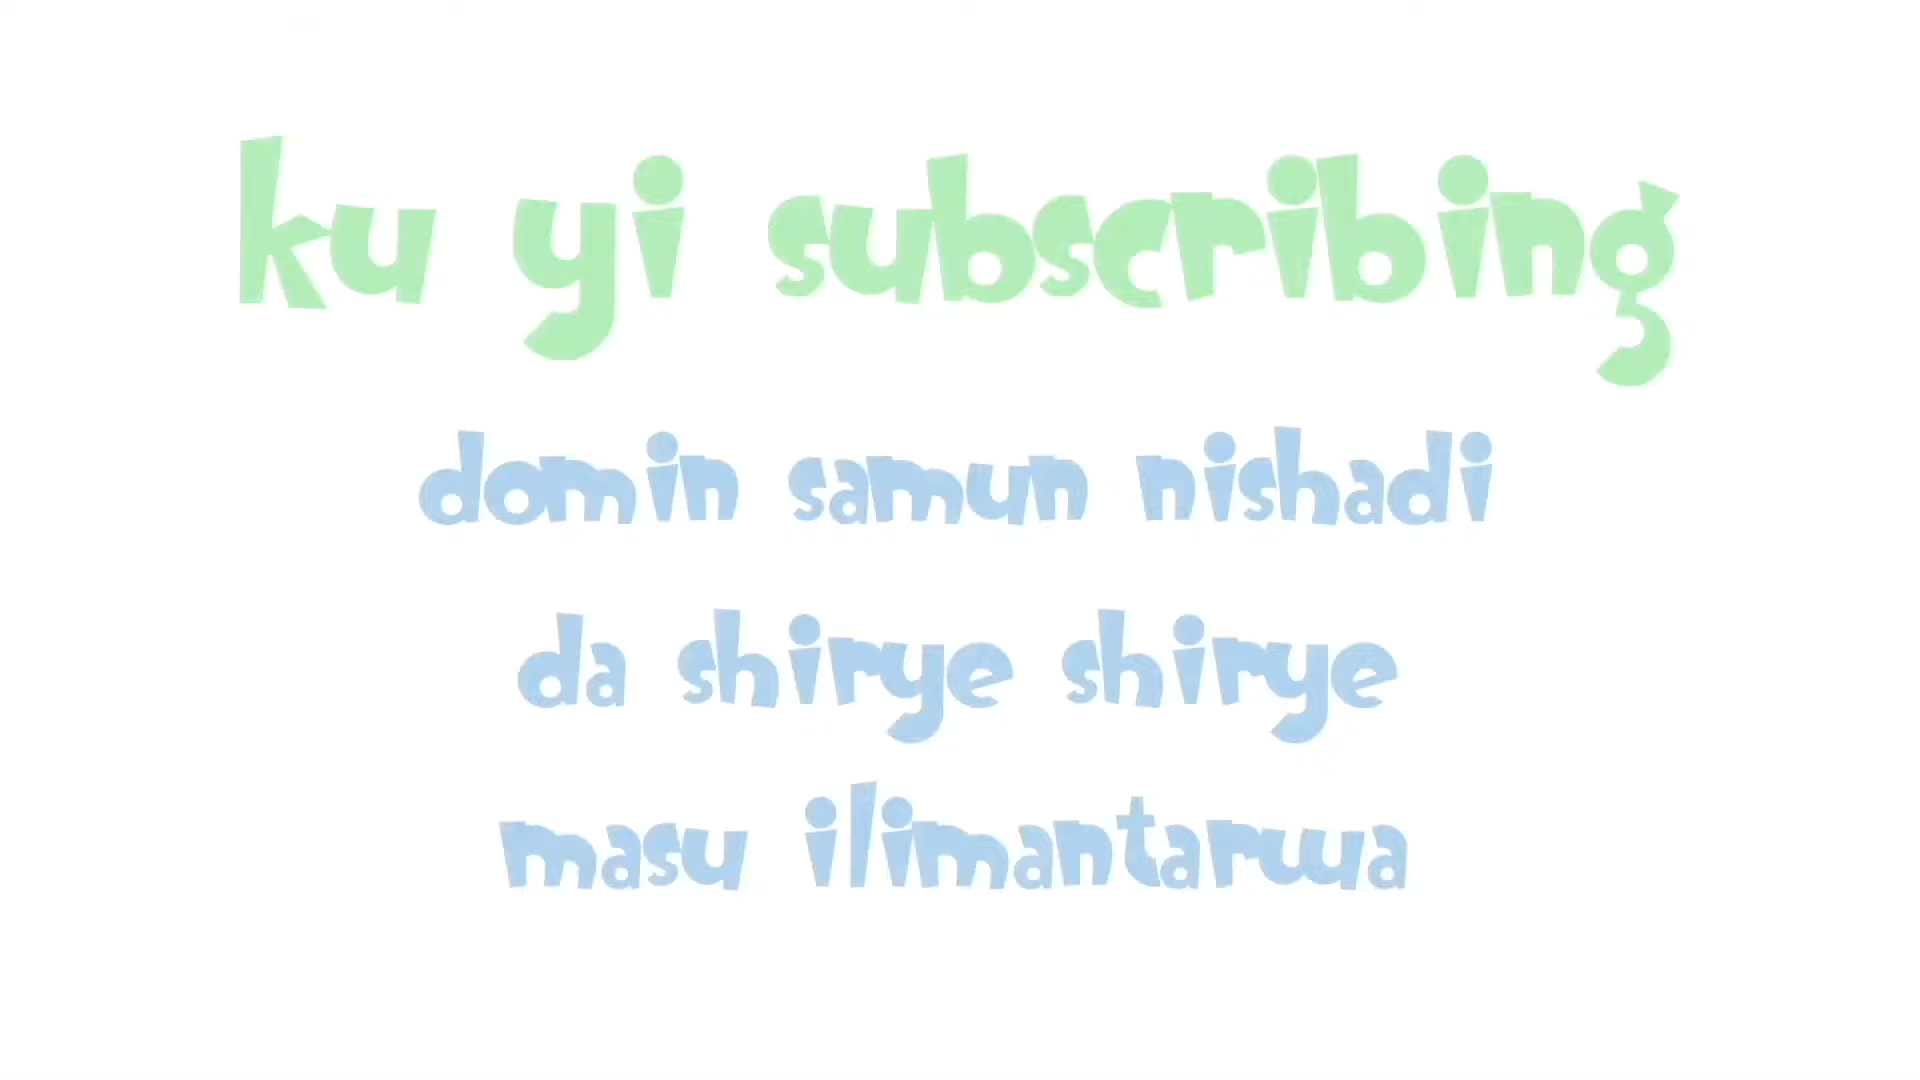 ku yi subscribing
domin samun nishadi
da shirye shirye
masu ilimantarwa